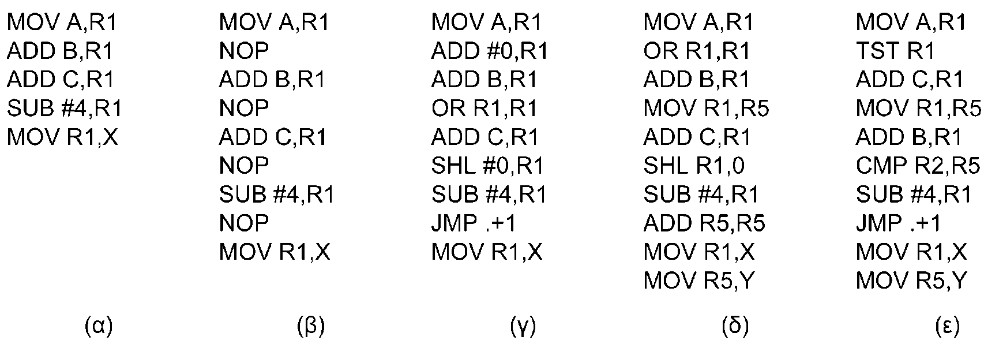 MOV A,R1
ADD B,R1
ADD C,R1
SUB #4,R1
MOV R1,X
(α)
MOV A,R1
NOP
ADD B,R1
NOP
ADD C,R1
NOP
SUB #4,R1
NOP
MOV R1,X
(β)
MOV A,R1
ADD #0,R1
ADD B,R1
OR R1,R1
ADD C,R1
SHL #0,R1
SUB #4,R1
JMP .+1
MOV R1,X
(γ)
MOV A,R1
OR R1,R1
ADD B,R1
MOV R1,R5
ADD C,R1
SHL R1,0
SUB #4,R1
ADD R5,R5
MOV R1,X
MOV R5,Y
(δ)
MOV A,R1
TST R1
ADD C,R1
MOV R1,R5
ADD B,R1
CMP R2,R5
SUB #4,R1
JMP .+1
MOV R1,X
MOV R5,Y
(ε)